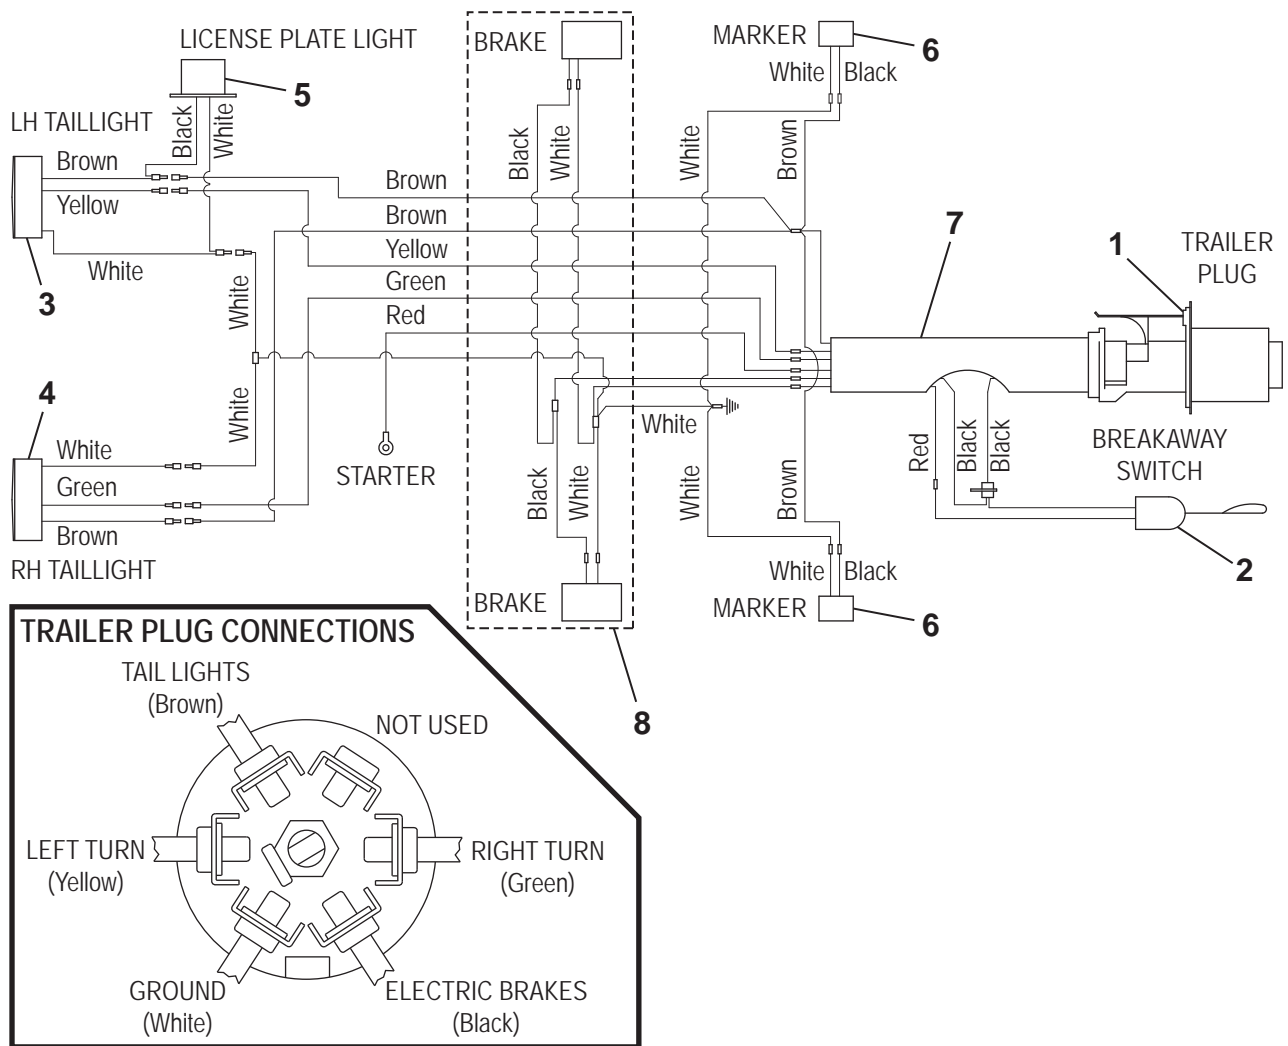 LICENSE PLATE LIGHT
5
Black
White
LH TAILLIGHT
Brown
Yellow
White
3
BRAKE
Black
White
MARKER
6
White
Black
White
Brown
Brown
Brown
Yellow
Green
Red
White
White
7
1
TRAILER
PLUG
4
White
Green
Brown
RH TAILLIGHT
STARTER
Black
White
White
White
Brown
Red
Black
Black
BREAKAWAY
SWITCH
2
BRAKE
White
Black
MARKER
6
8
TRAILER PLUG CONNECTIONS
TAIL LIGHTS
(Brown)
NOT USED
LEFT TURN
(Yellow)
RIGHT TURN
(Green)
GROUND
(White)
ELECTRIC BRAKES
(Black)